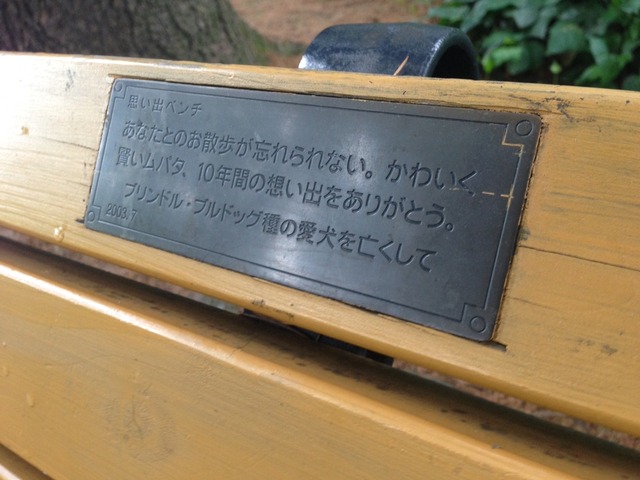 思い出ベンチ
あなたとのお散歩が忘れられない。かわいく、
賢いムパタ、10年間の想い出をありがとう。
ブリンドル・ブルドッグ種の愛犬を亡くして
2003.7